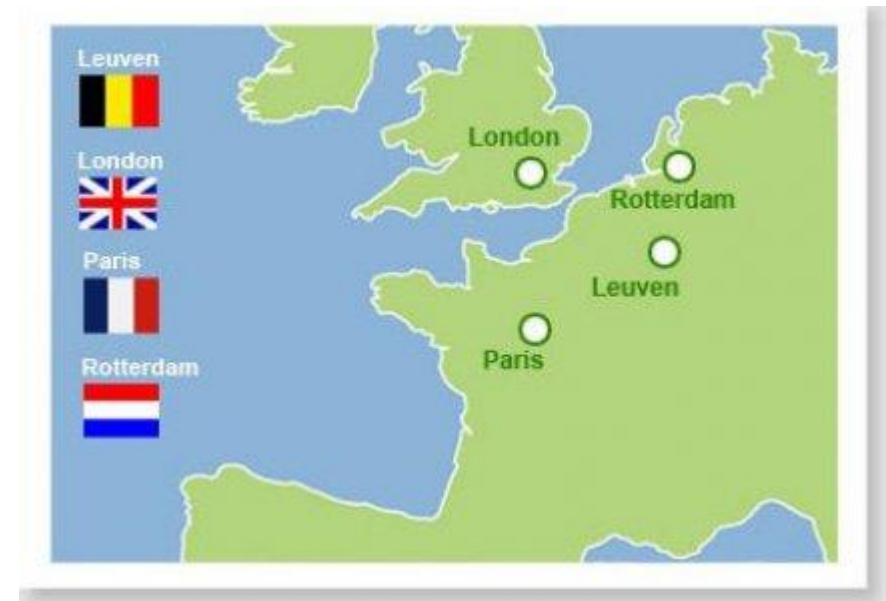 Leuven
London
Paris
Rotterdam
London
Rotterdam
Leuven
Paris